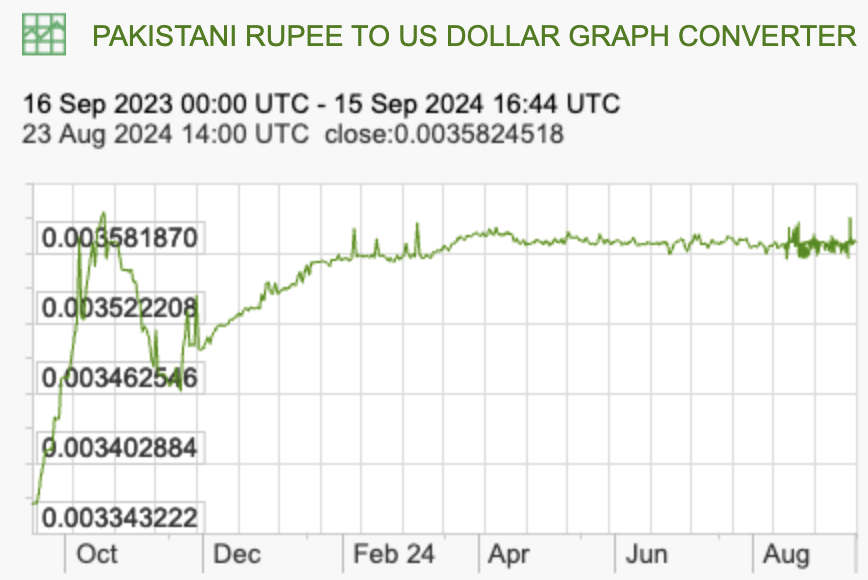 PAKISTANI RUPEE TO US DOLLAR GRAPH CONVERTER
16 Sep 2023 00:00 UTC - 15 Sep 2024 16:44 UTC
23 Aug 2024 14:00 UTC close:0.0035824518
0.003581870
0.003522208
0.003462546
0.003402884
0.003343222
Oct Dec Feb 24 Apr Jun Aug